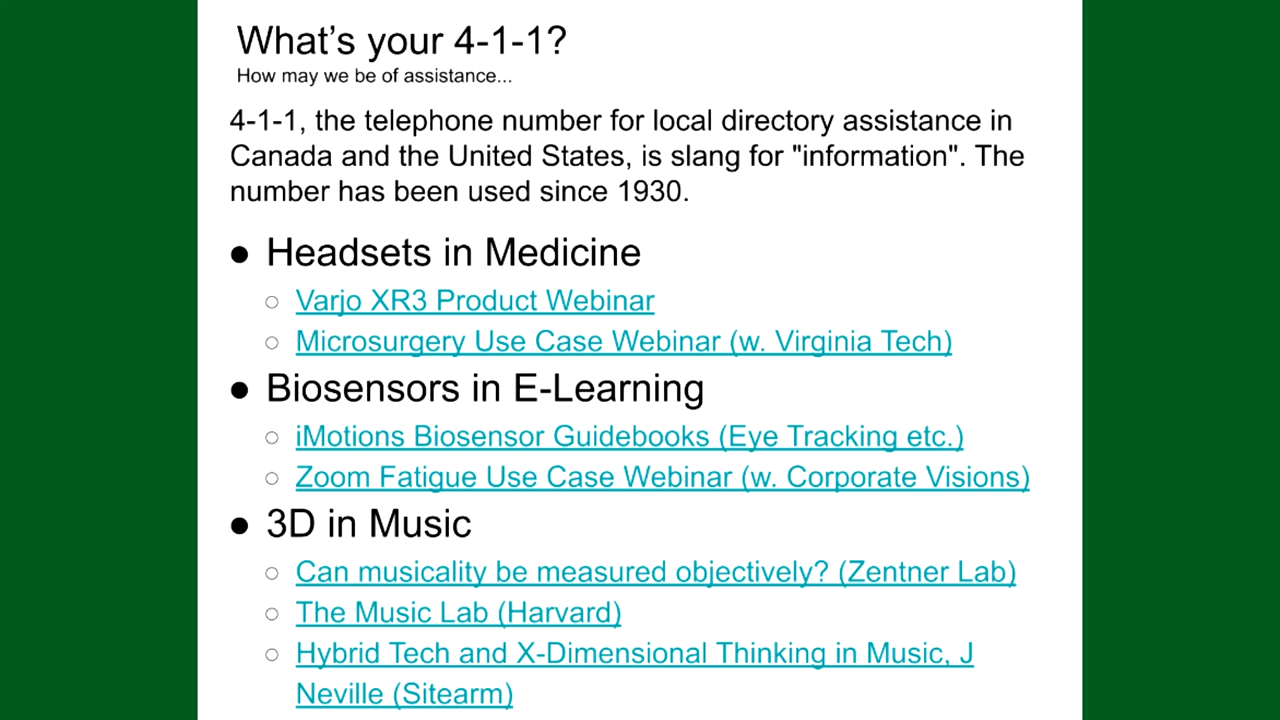 What’s your 4-1-1?
How may we be of assistance...
4-1-1, the telephone number for local directory assistance in
Canada and the United States, is slang for "information". The
number has been used since 1930.
● Headsets in Medicine
○ Varjo XR3 Product Webinar
○ Microsurgery Use Case Webinar (w. Virginia Tech)
● Biosensors in E-Learning
○ iMotions Biosensor Guidebooks (Eye Tracking etc.)
○ Zoom Fatigue Use Case Webinar (w. Corporate Visions)
● 3D in Music
○ Can musicality be measured objectively? (Zentner Lab)
○ The Music Lab (Harvard)
○ Hybrid Tech and X-Dimensional Thinking in Music, J
Neville (Sitearm)